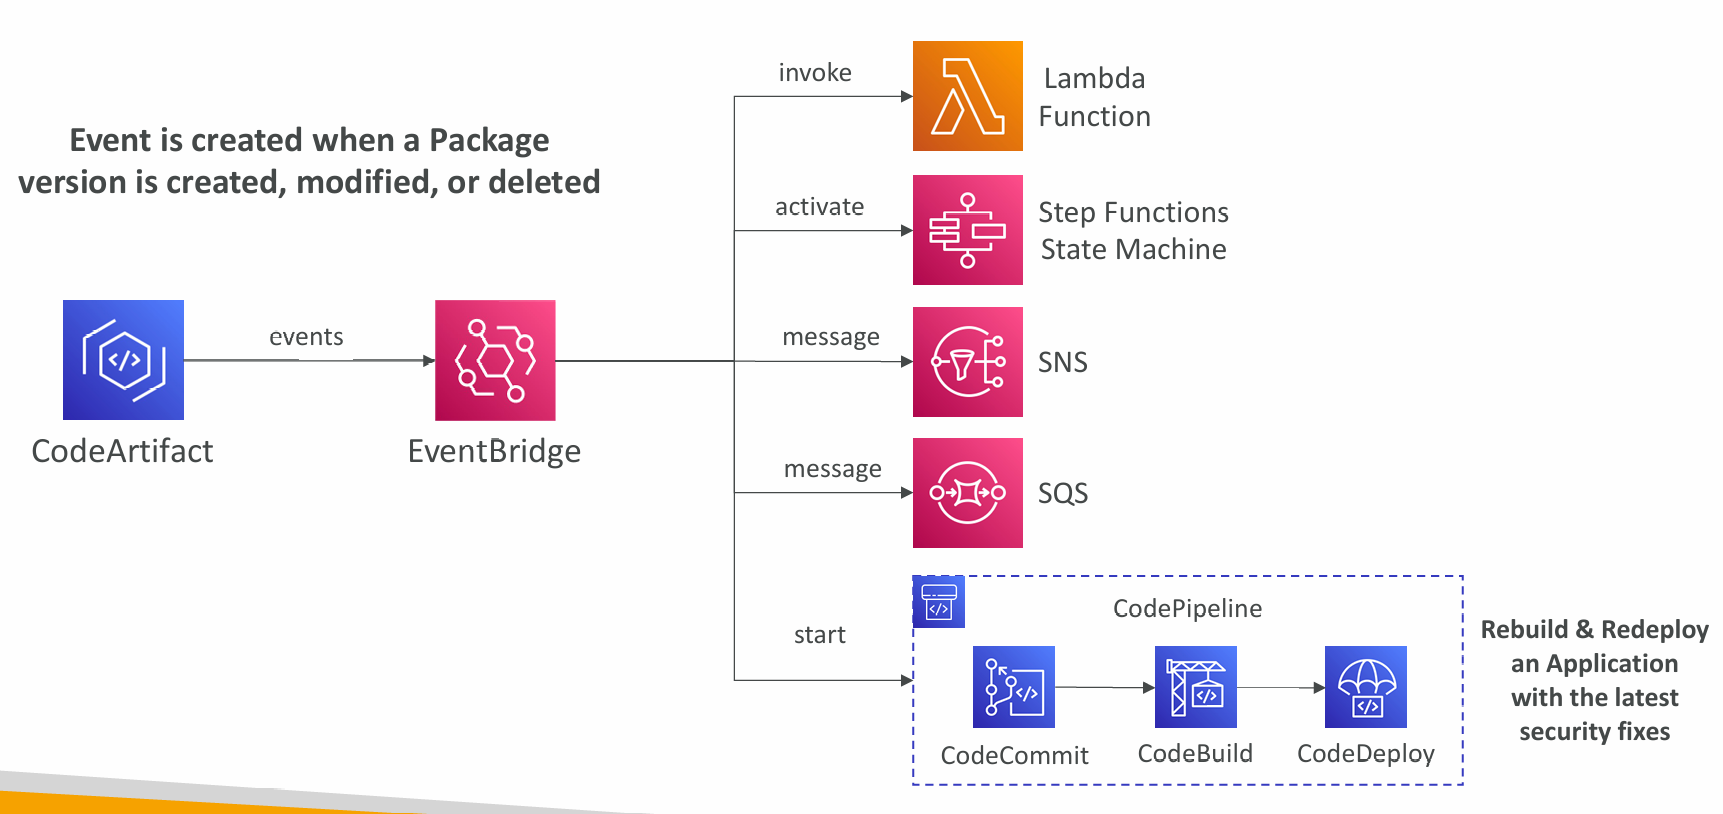 Event is created when a Package
version is created, modified, or deleted
CodeArtifact
events
EventBridge
invoke
Lambda
Function
activate
Step Functions
State Machine
message
SNS
message
SQS
start
CodePipeline
CodeCommit
CodeBuild
CodeDeploy
Rebuild & Redeploy
an Application
with the latest
security fixes